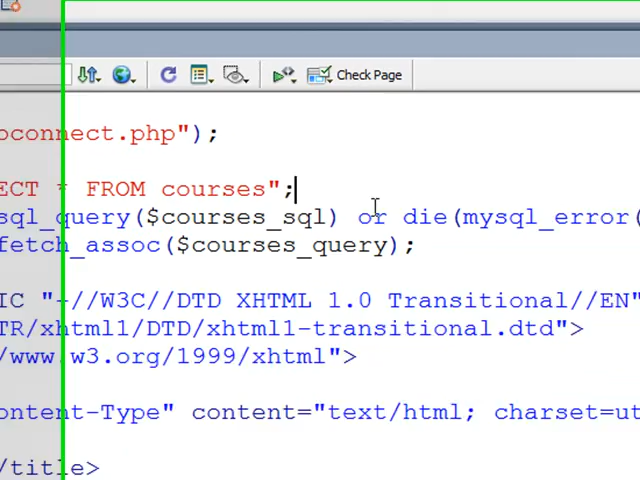 Check Page
oconnect.php");
ECT * FROM courses";
sql_query($courses_sql) or die(mysql_error(
fetch_assoc($courses_query);
IC "-//W3C//DTD XHTML 1.0 Transitional//EN"
TR/xhtml1/DTD/xhtml1-transitional.dtd">
/www.w3.org/1999/xhtml">
ontent-Type" content="text/html; charset=ut
/title>